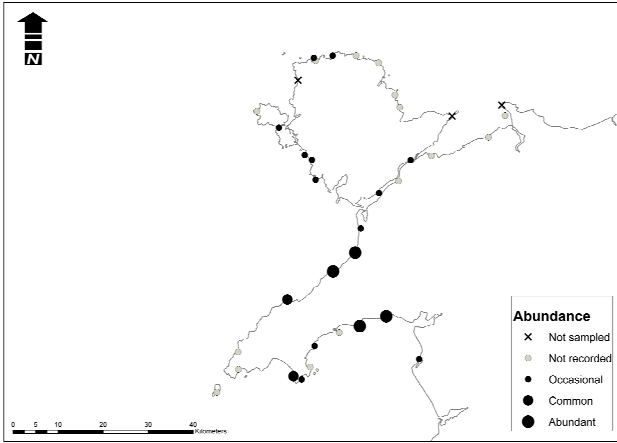 N
Abundance
Not sampled
Not recorded
Occasional
Common
Abundant
0 5 10 20 30 40
Kilometers